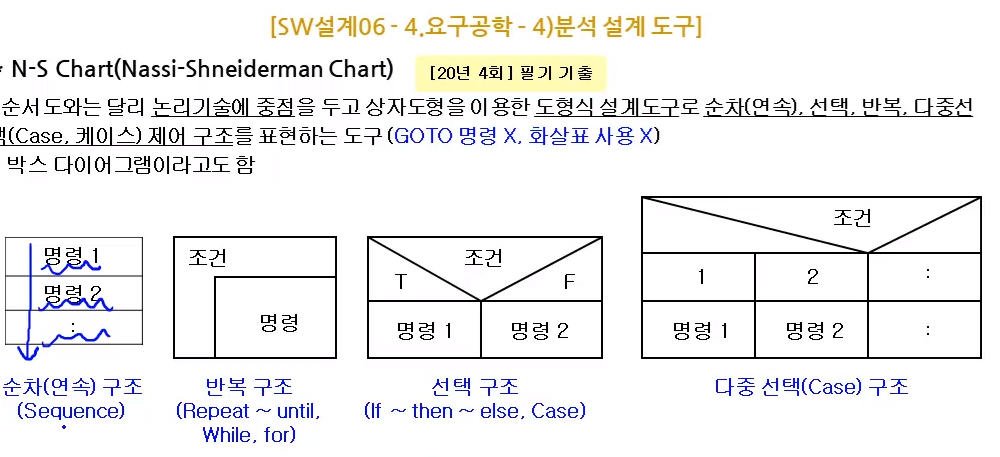 [SW설계06 - 4.요구공학 - 4)분석 설계 도구]
* N-S Chart(Nassi-Shneiderman Chart) [20년 4회] 필기 기출
순서도와는 달리 논리기술에 중점을 두고 상자도형을 이용한 도형식 설계도구로 순차(연속), 선택, 반복, 다중선
택(Case, 케이스) 제어 구조를 표현하는 도구 (GOTO 명령 X, 화살표 사용 X)
박스 다이어그램이라고도 함
명령 1
명령 2
:
순차(연속) 구조
(Sequence)
조건
명령
반복 구조
(Repeat ~ until,
While, for)
조건
T F
명령 1 명령 2
선택 구조
(If ~ then ~ else, Case)
조건
1 2 :
명령 1 명령 2 :
다중 선택(Case) 구조